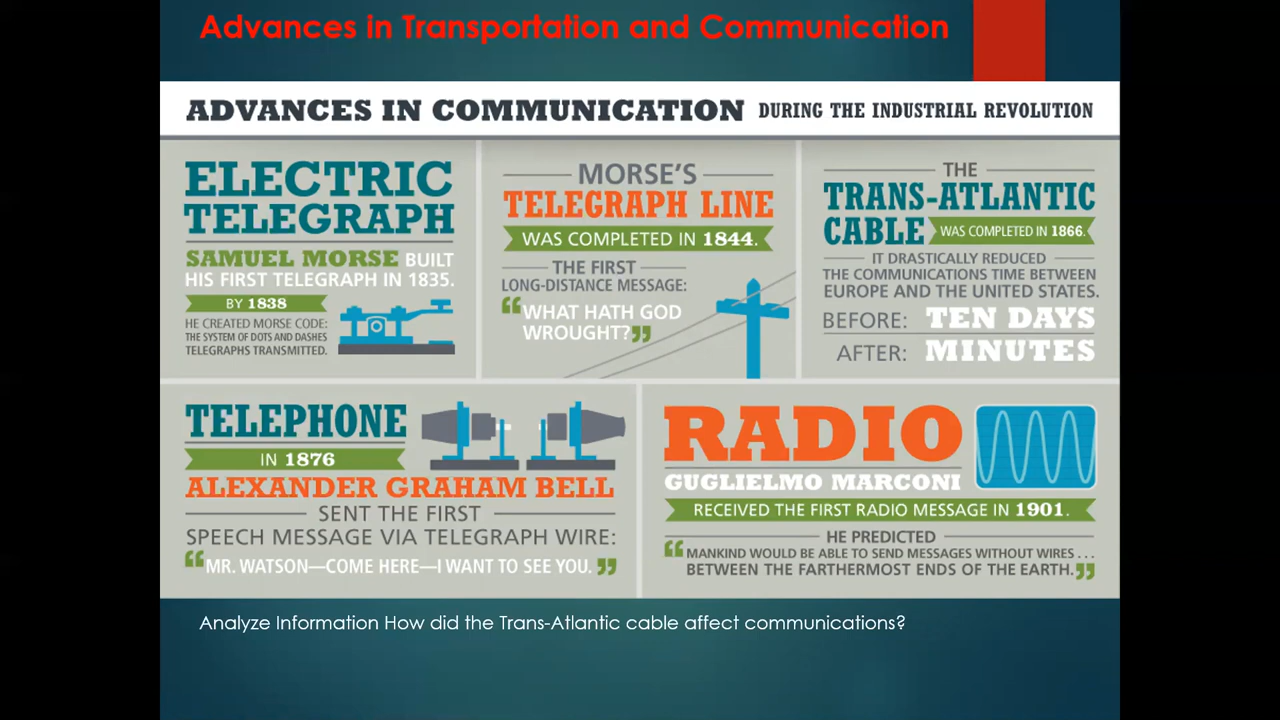 Advances in Transportation and Communication
ADVANCES IN COMMUNICATION DURING THE INDUSTRIAL REVOLUTION
ELECTRIC
TELEGRAPH
SAMUEL MORSE BUILT
HIS FIRST TELEGRAPH IN 1835.
BY 1838
HE CREATED MORSE CODE:
THE SYSTEM OF DOTS AND DASHES
TELEGRAPHS TRANSMITTED.
MORSE'S
TELEGRAPH LINE
WAS COMPLETED IN 1844.
THE FIRST
LONG-DISTANCE MESSAGE:
"WHAT HATH GOD
WROUGHT?"
THE
TRANS-ATLANTIC
CABLE WAS COMPLETED IN 1866.
IT DRASTICALLY REDUCED
THE COMMUNICATIONS TIME BETWEEN
EUROPE AND THE UNITED STATES.
BEFORE: TEN DAYS
AFTER: MINUTES
TELEPHONE
IN 1876
ALEXANDER GRAHAM BELL
SENT THE FIRST
SPEECH MESSAGE VIA TELEGRAPH WIRE:
"MR. WATSON—COME HERE—I WANT TO SEE YOU."
RADIO
GUGLIELMO MARCONI
RECEIVED THE FIRST RADIO MESSAGE IN 1901.
HE PREDICTED
"MANKIND WOULD BE ABLE TO SEND MESSAGES WITHOUT WIRES . . .
BETWEEN THE FARTHERMOST ENDS OF THE EARTH."
Analyze Information How did the Trans-Atlantic cable affect communications?